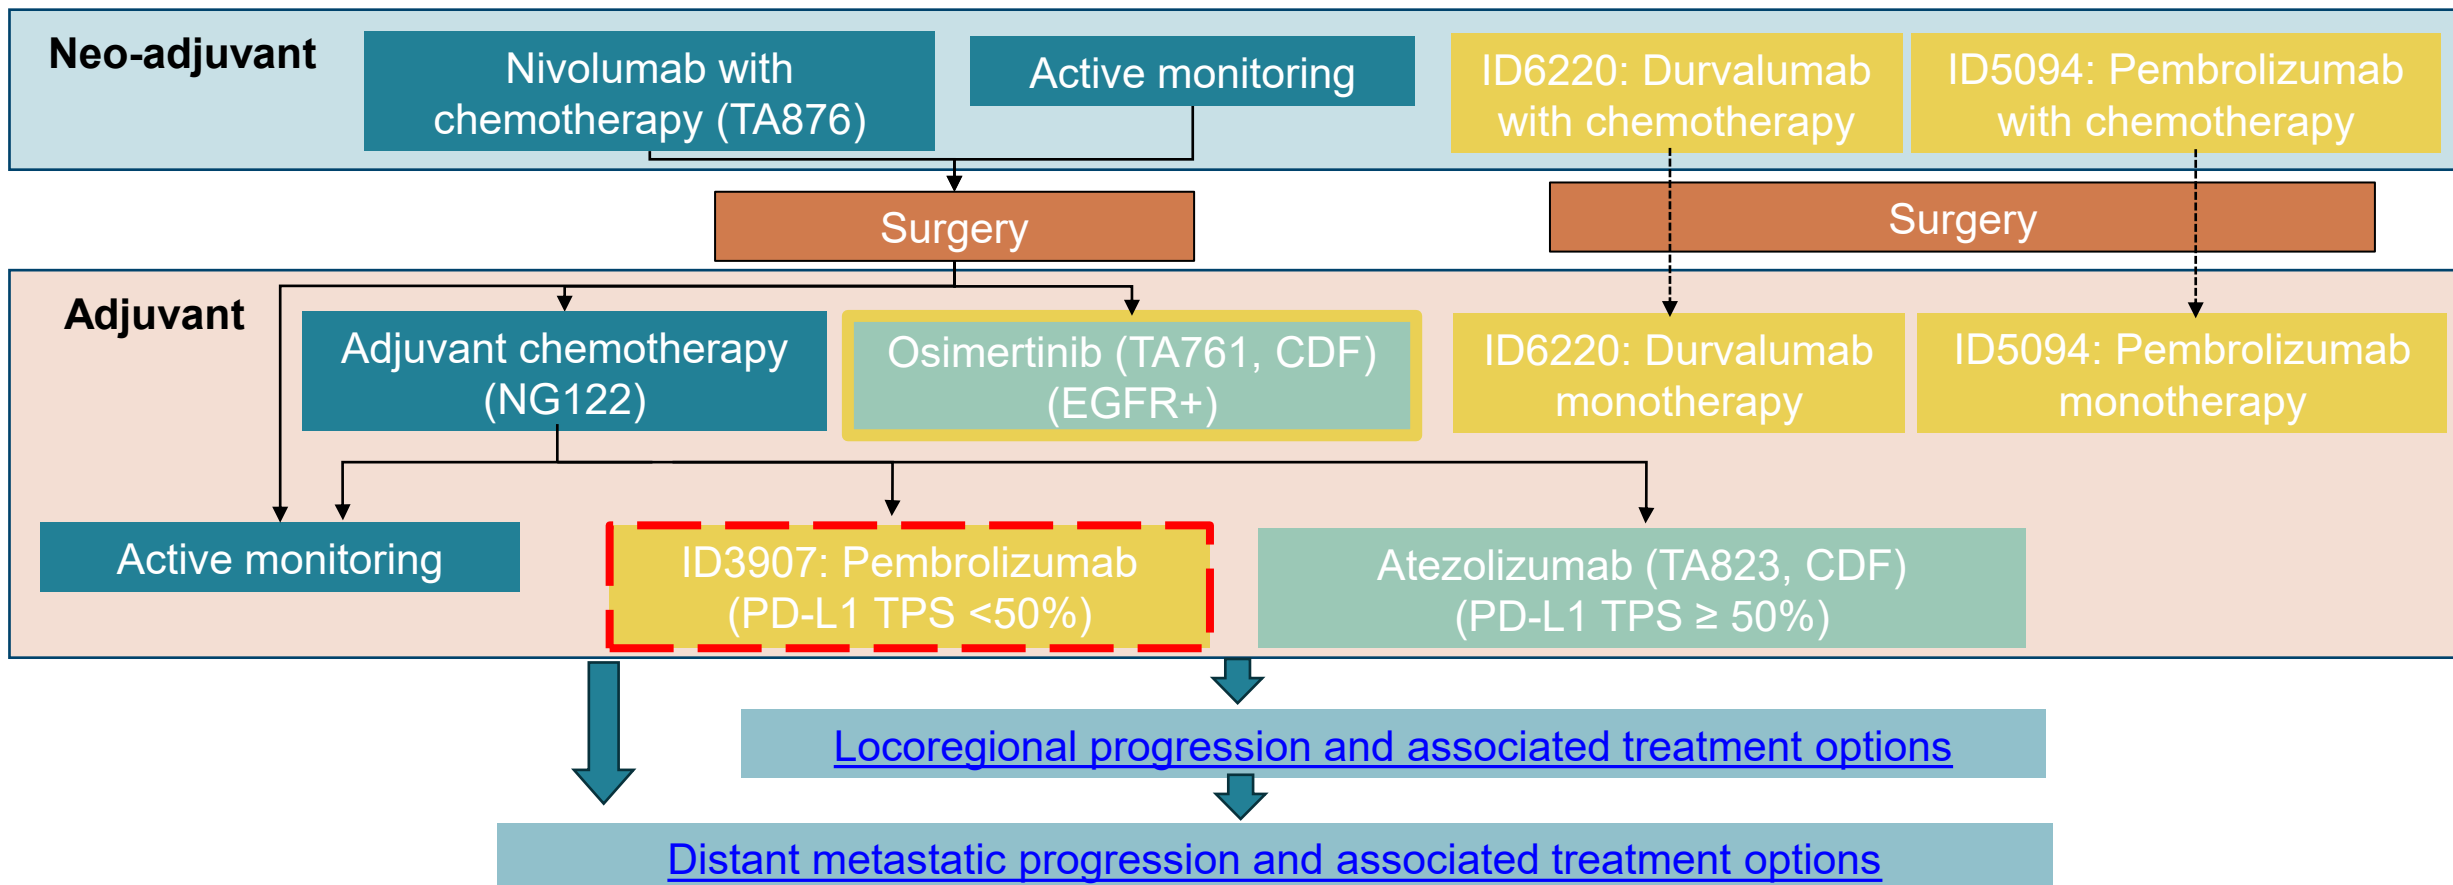 Neo-adjuvant
Nivolumab with
chemotherapy (TA876)
Active monitoring
ID6220: Durvalumab
with chemotherapy
ID5094: Pembrolizumab
with chemotherapy
Surgery
Surgery
Adjuvant
Adjuvant chemotherapy
(NG122)
Osimertinib (TA761, CDF)
(EGFR+)
ID6220: Durvalumab
monotherapy
ID5094: Pembrolizumab
monotherapy
Active monitoring
ID3907: Pembrolizumab
(PD-L1 TPS <50%)
Atezolizumab (TA823, CDF)
(PD-L1 TPS ≥ 50%)
Locoregional progression and associated treatment options
Distant metastatic progression and associated treatment options